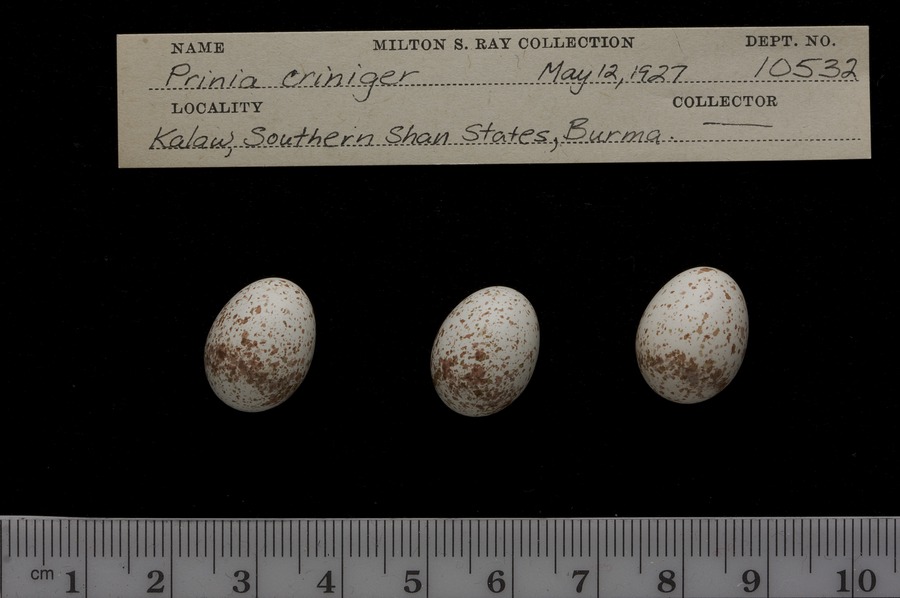 NAME MILTON S. RAY COLLECTION DEPT. NO.
Prinia criniger May 12, 1927 10532
LOCALITY COLLECTOR
Kalaw, Southern Shan States, Burma.
cm 1 2 3 4 5 6 7 8 9 10